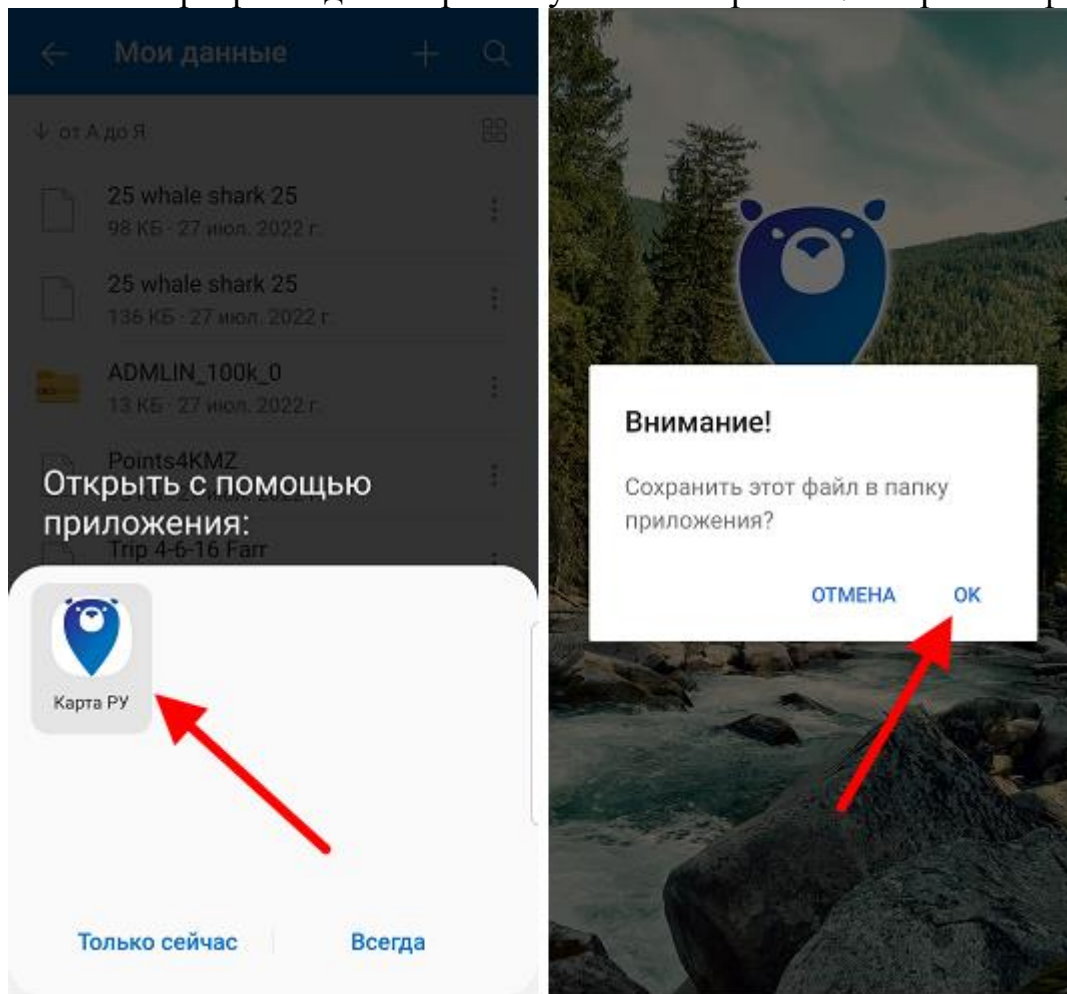 Мои данные
от А до Я
25 whale shark 25
98 КБ · 27 июл. 2022 г.
25 whale shark 25
136 КБ · 27 июл. 2022 г.
ADMLIN_100k_0
13 КБ · 27 июл. 2022 г.
Points4KMZ
Открыть с помощью
приложения:
Trip 4-6-16 Farr
Карта РУ
Только сейчас
Всегда
Внимание!
Сохранить этот файл в папку
приложения?
ОТМЕНА
ОК